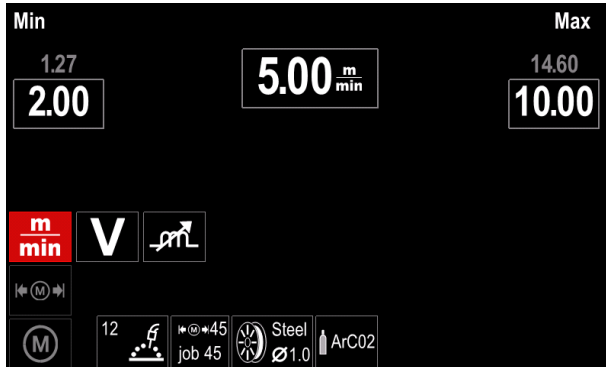 Min
Max
1.27
14.60
2.00
5.00 m/min
10.00
m/min
V
M
M
12
M 45
job 45
Steel
Ø1.0
ArC02